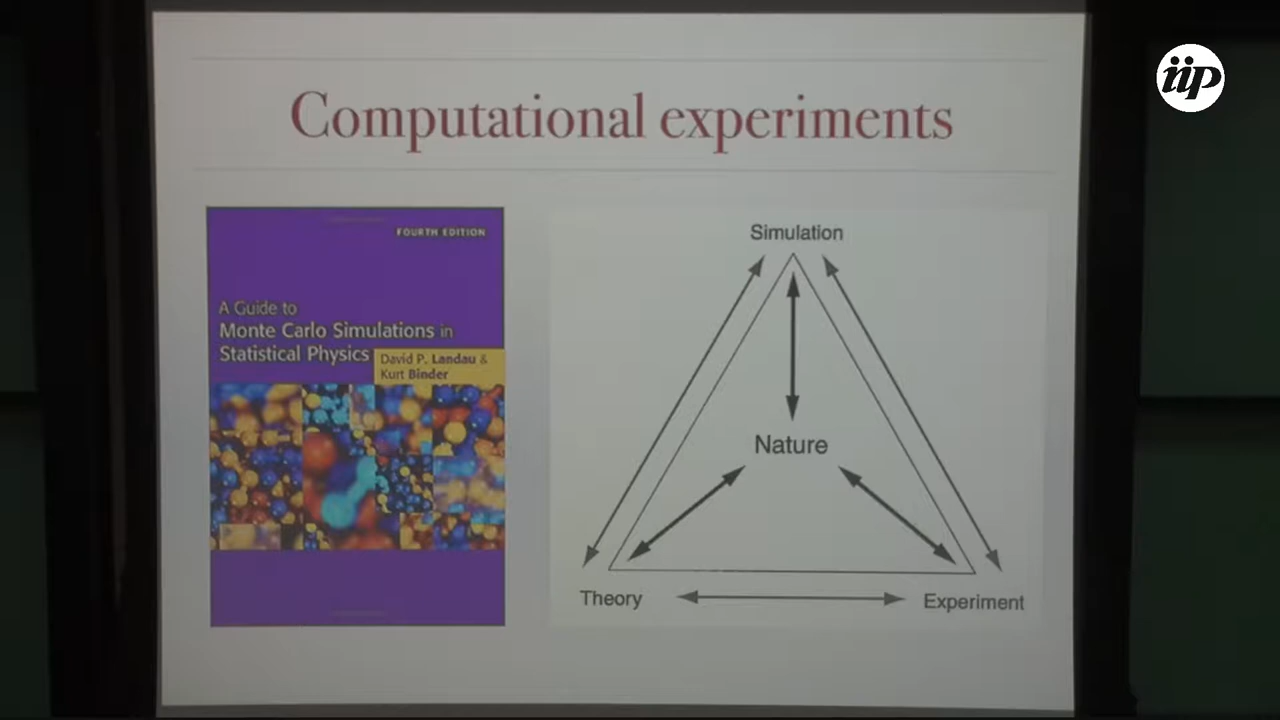 iip
Computational experiments
FOURTH EDITION
A Guide to
Monte Carlo Simulations in
Statistical Physics
David P. Landau &
Kurt Binder
Simulation
Nature
Theory
Experiment